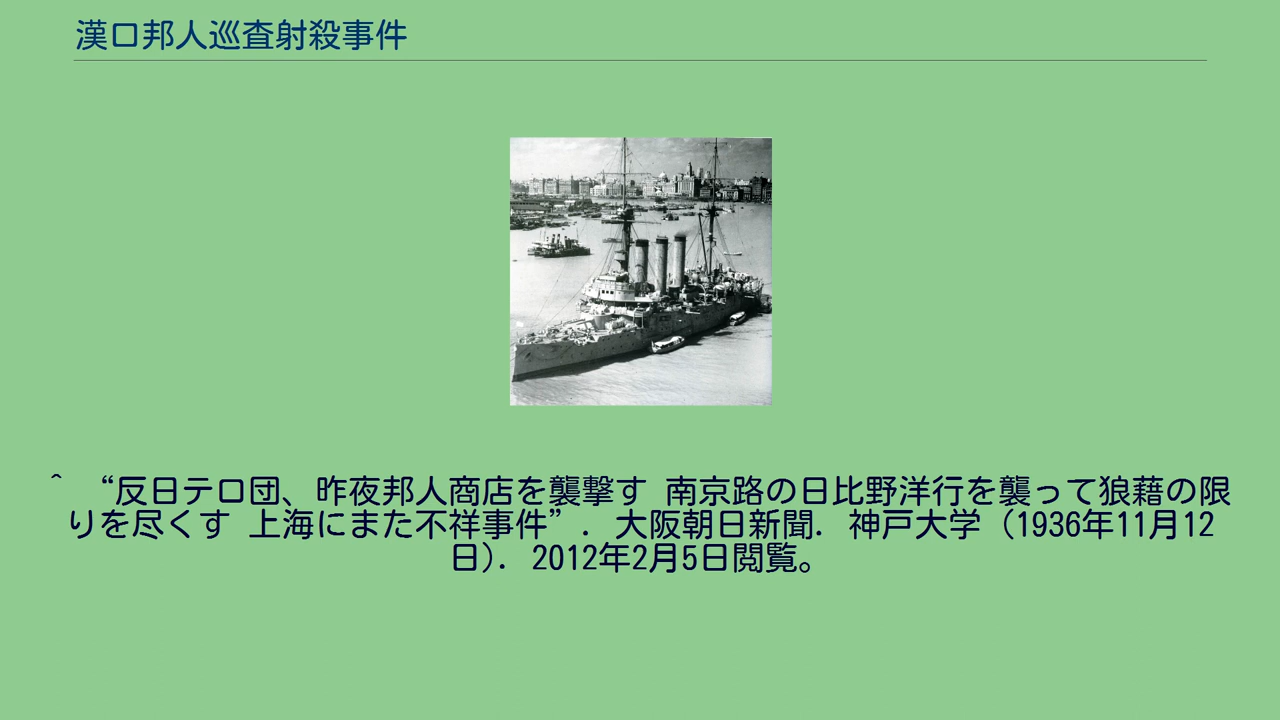 漢口邦人巡査射殺事件
^ “反日テロ団、昨夜邦人商店を襲撃す 南京路の日比野洋行を襲って狼藉の限
りを尽くす 上海にまた不祥事件”. 大阪朝日新聞. 神戸大学 (1936年11月12
日). 2012年2月5日閲覧。